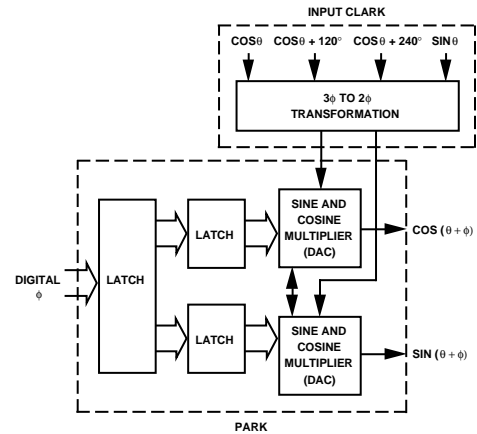 INPUT CLARK
COSθ COSθ + 120° COSθ + 240° SINθ
3ϕ TO 2ϕ
TRANSFORMATION
SINE AND
COSINE
MULTIPLIER
(DAC)
COS (θ + ϕ)
LATCH
DIGITAL
ϕ
LATCH
LATCH
SINE AND
COSINE
MULTIPLIER
(DAC)
SIN (θ + ϕ)
PARK